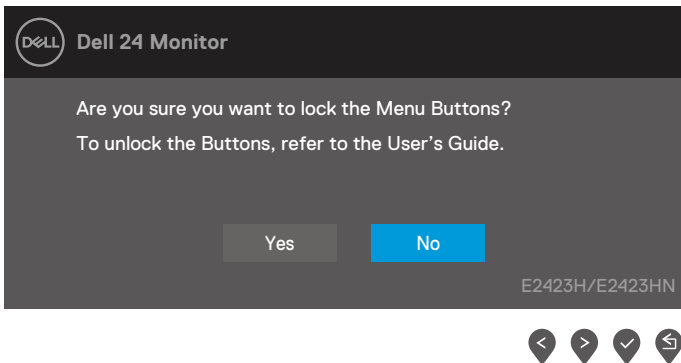 DELL
Dell 24 Monitor
Are you sure you want to lock the Menu Buttons?
To unlock the Buttons, refer to the User's Guide.
Yes No
E2423H/E2423HN